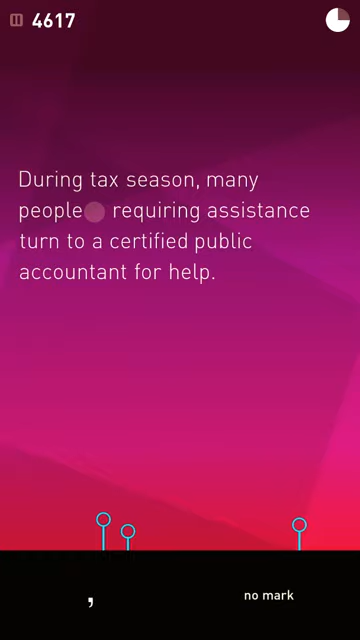 4617
During tax season, many
people requiring assistance
turn to a certified public
accountant for help.
, no mark